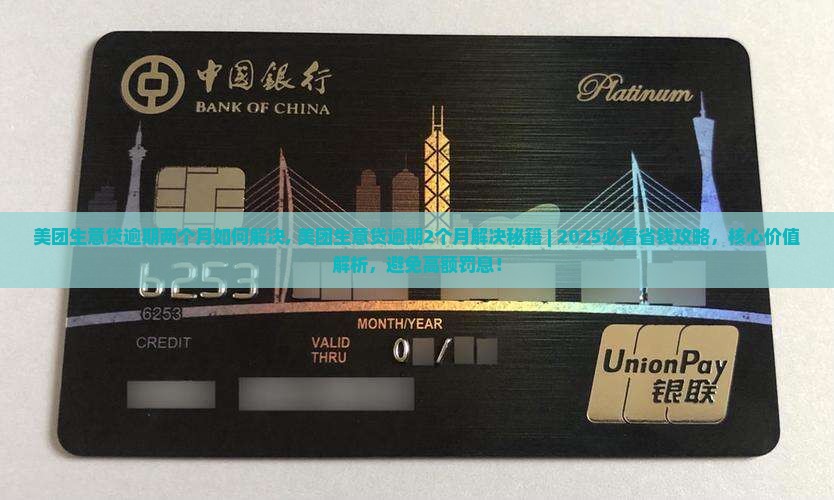 中國銀行
BANK OF CHINA
Platinum
美团生意贷逾期两个月如何解决, 美团生意贷逾期2个月解决秘籍 | 2025必看省钱攻略，核心价值
解析，避免高额罚息！
6253
6253
MONTH/YEAR
CREDIT
VALID
THRU
0 /
UnionPay
银联